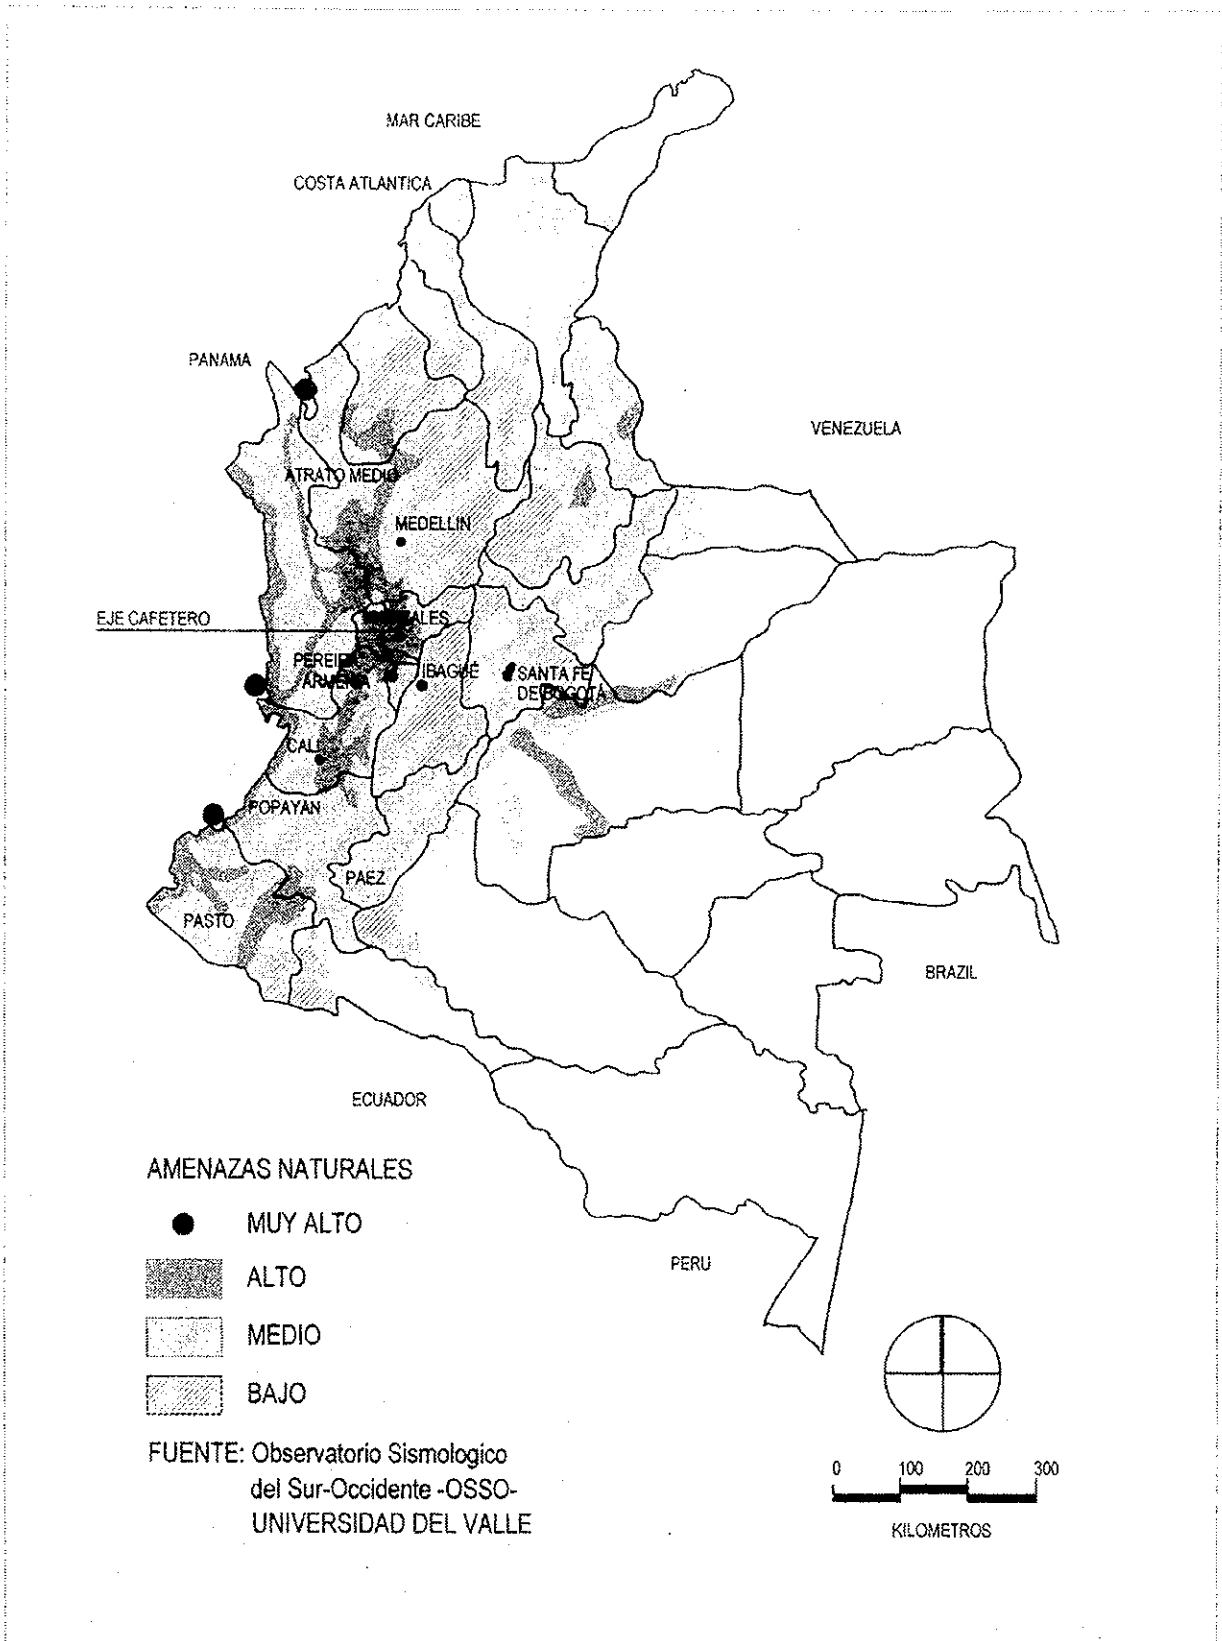 MAR CARIBE
COSTA ATLANTICA
PANAMA
VENEZUELA
ATRATO MEDIO
MEDELLIN
EJE CAFETERO
PEREIRA
IBAGUÉ
SANTA FE
ARMENIA
DE BOGOTÁ
CALI
POPAYAN
PAEZ
PASTO
BRAZIL
ECUADOR
PERU
AMENAZAS NATURALES
MUY ALTO
ALTO
MEDIO
BAJO
FUENTE: Observatorio Sismologico
del Sur-Occidente -OSSO-
UNIVERSIDAD DEL VALLE
0 100 200 300
KILOMETROS